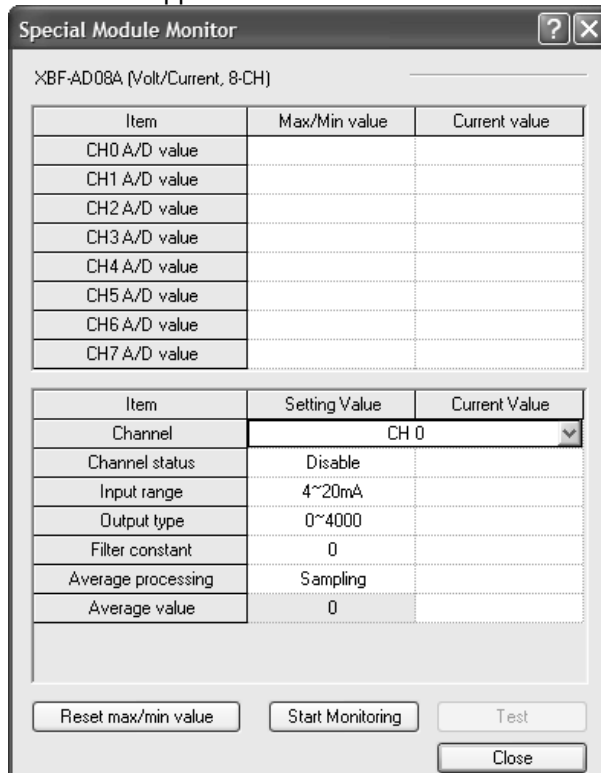 Special Module Monitor
XBF-AD08A (Volt/Current, 8-CH)
Item Max/Min value Current value
CH0 A/D value
CH1 A/D value
CH2 A/D value
CH3 A/D value
CH4 A/D value
CH5 A/D value
CH6 A/D value
CH7 A/D value
Item Setting Value Current Value
Channel CH 0
Channel status Disable
Input range 4~20mA
Output type 0~4000
Filter constant 0
Average processing Sampling
Average value 0
Reset max/min value Start Monitoring Test
Close